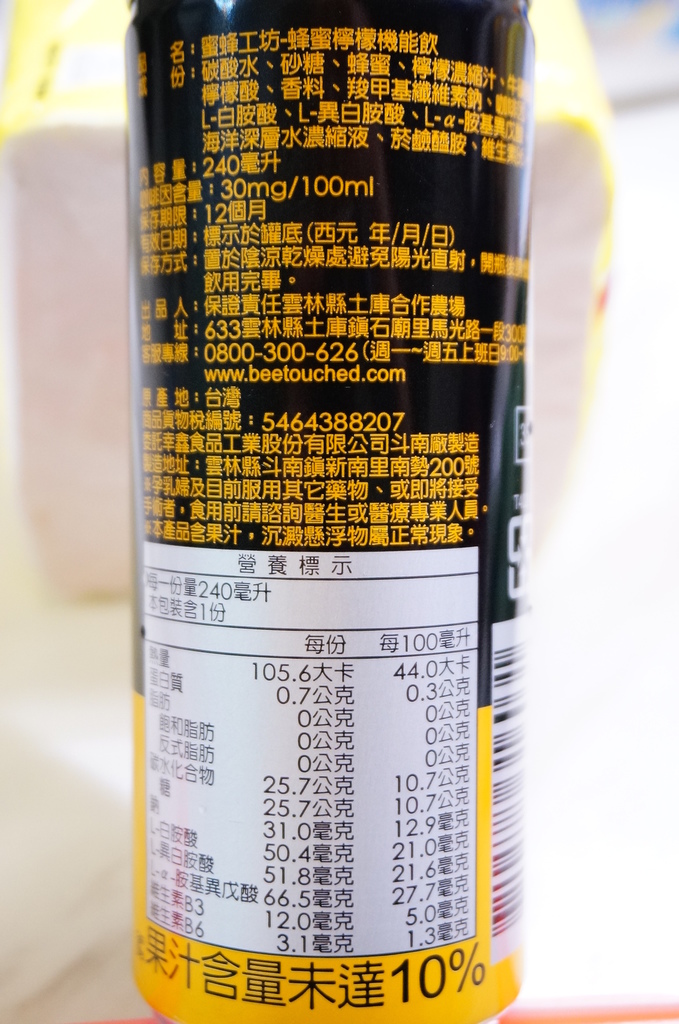 品 名：蜜蜂工坊-蜂蜜檸檬機能飲
成 份：碳酸水、砂糖、蜂蜜、檸檬濃縮汁、牛
檸檬酸、香料、羧甲基纖維素鈉、咖啡
L-白胺酸、L-異白胺酸、L-α-胺基異戊酸
海洋深層水濃縮液、菸鹼醯胺、維生素
內容量：240毫升
咖啡因含量：30mg/100ml
保存期限：12個月
有效日期：標示於罐底(西元 年/月/日)
保存方式：置於陰涼乾燥處避免陽光直射，開瓶後
飲用完畢。
出品人：保證責任雲林縣土庫合作農場
地 址：633雲林縣土庫鎮石廟里馬光路一段300
客服專線：0800-300-626(週一~週五上班日9:00-
www.beetouched.com
原產地：台灣
商品貨物稅編號：5464388207
委託幸鑫食品工業股份有限公司斗南廠製造
製造地址：雲林縣斗南鎮新南里南勢200號
※孕乳婦及目前服用其它藥物、或即將接受
手術者，食用前請諮詢醫生或醫療專業人員。
※本產品含果汁，沉澱懸浮物屬正常現象。
營養標示
每一份量240毫升
本包裝含1份
每份 每100毫升
熱量 105.6大卡 44.0大卡
蛋白質 0.7公克 0.3公克
脂肪 0公克 0公克
飽和脂肪 0公克 0公克
反式脂肪 0公克 0公克
碳水化合物 25.7公克 10.7公克
糖 25.7公克 10.7公克
鈉 31.0毫克 12.9毫克
L-白胺酸 50.4毫克 21.0毫克
L-異白胺酸 51.8毫克 21.6毫克
L-α-胺基異戊酸 66.5毫克 27.7毫克
維生素B3 12.0毫克 5.0毫克
維生素B6 3.1毫克 1.3毫克
果汁含量未達10%